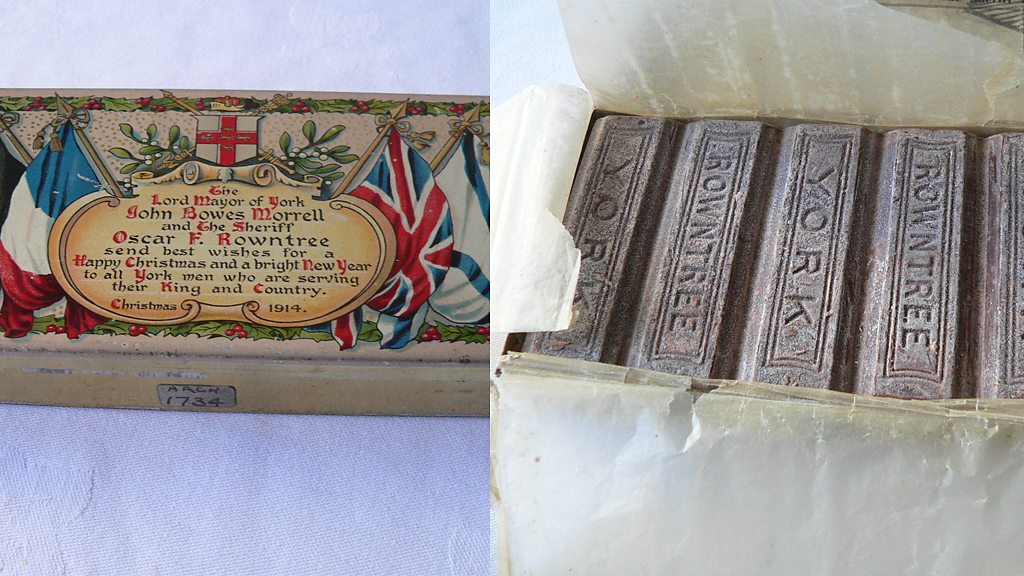 The
Lord Mayor of York
John Bowes Morrell
and The Sheriff
Oscar F. Rowntree
send best wishes for a
Happy Christmas and a bright New Year
to all York men who are serving
their King and Country.
Christmas 1914.
ARCH
1734
YORK
ROWNTREE
YORK
ROWNTREE